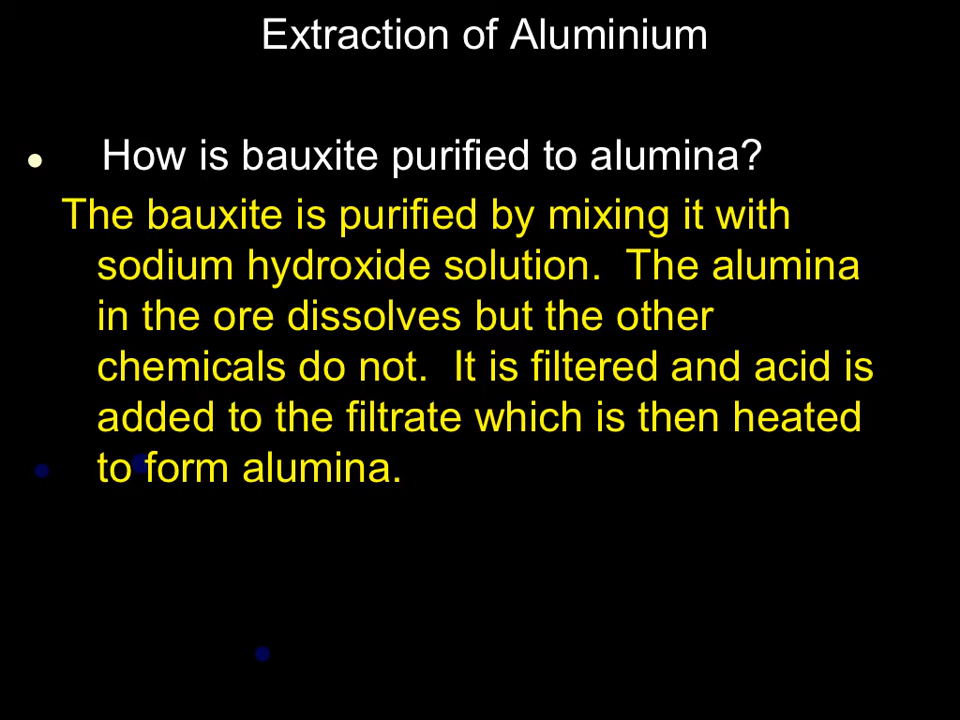 Extraction of Aluminium
● How is bauxite purified to alumina?
The bauxite is purified by mixing it with
sodium hydroxide solution. The alumina
in the ore dissolves but the other
chemicals do not. It is filtered and acid is
added to the filtrate which is then heated
to form alumina.